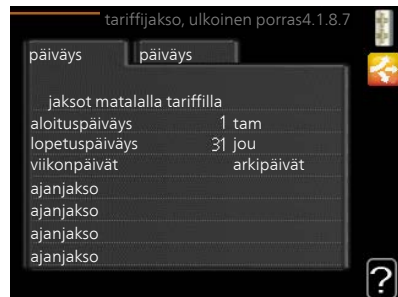 tariffijakso, ulkoinen porras4.1.8.7
päiväys päiväys
jaksot matalalla tariffilla
aloituspäiväys 1 tam
lopetuspäiväys 31 jou
viikonpäivät arkipäivät
ajanjakso
ajanjakso
ajanjakso
ajanjakso
?